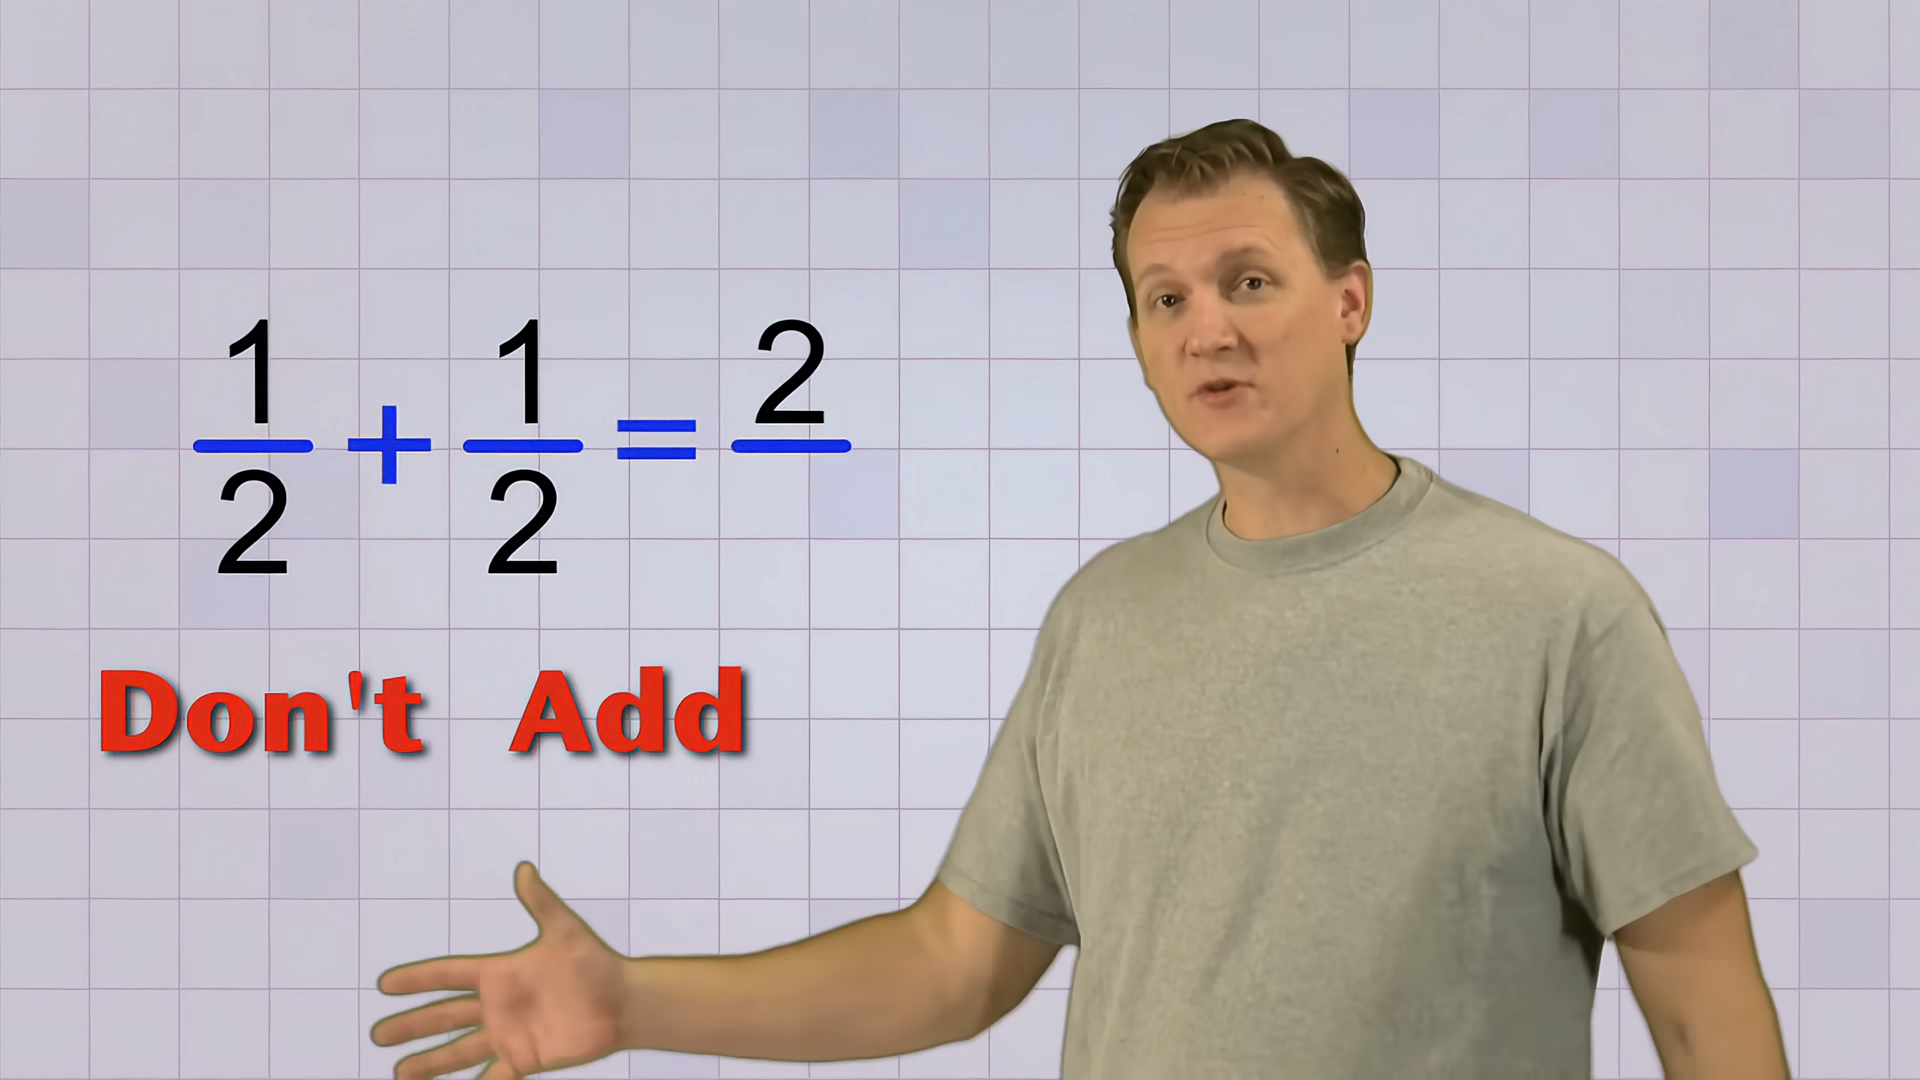 1/2 + 1/2 = 2/
Don't Add